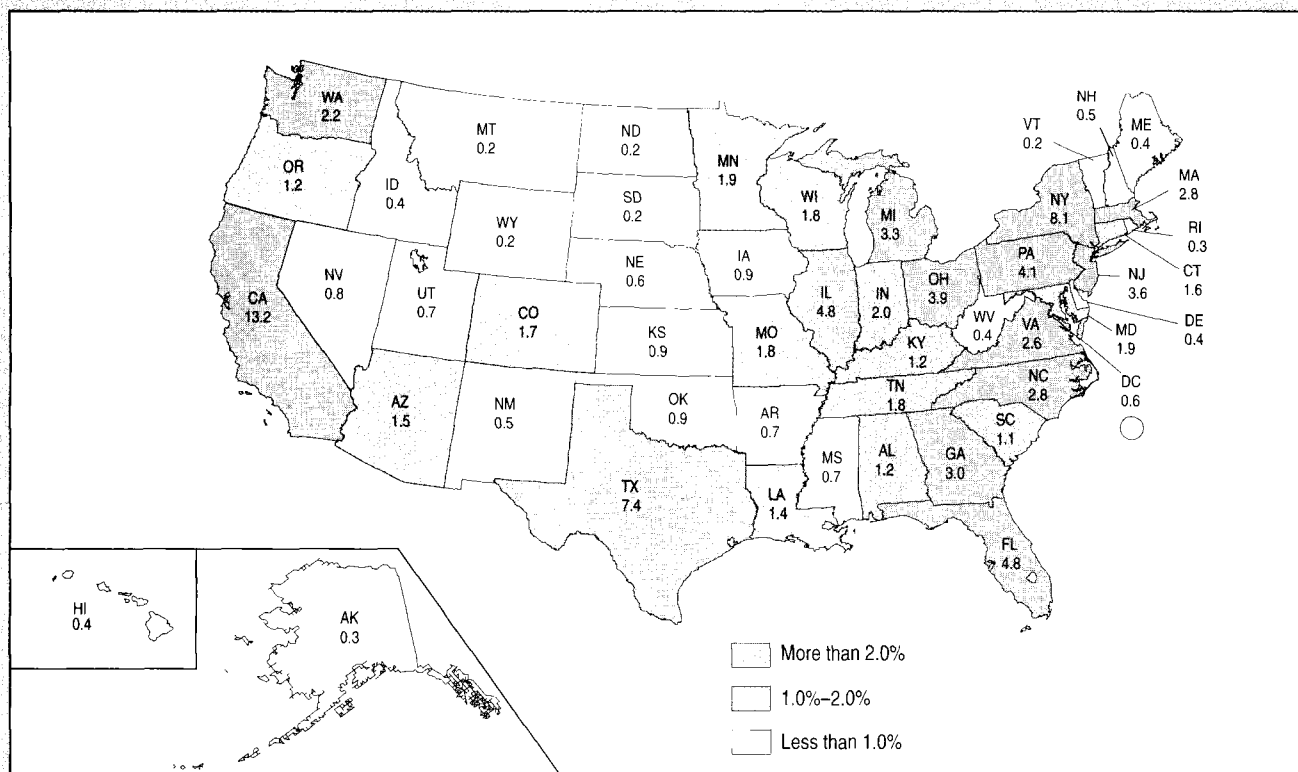 WA
2.2
OR
1.2
CA
13.2
ID
0.4
NV
0.8
MT
0.2
WY
0.2
UT
0.7
AZ
1.5
CO
1.7
NM
0.5
ND
0.2
SD
0.2
NE
0.6
KS
0.9
OK
0.9
TX
7.4
MN
1.9
IA
0.9
MO
1.8
AR
0.7
LA
1.4
WI
1.8
IL
4.8
MI
3.3
IN
2.0
OH
3.9
KY
1.2
TN
1.8
MS
0.7
AL
1.2
GA
3.0
FL
4.8
SC
1.1
NC
2.8
VA
2.6
WV
0.4
PA
4.1
NY
8.1
VT
0.2
NH
0.5
ME
0.4
MA
2.8
RI
0.3
CT
1.6
NJ
3.6
DE
0.4
MD
1.9
DC
0.6
HI
0.4
AK
0.3
More than 2.0%
1.0%–2.0%
Less than 1.0%